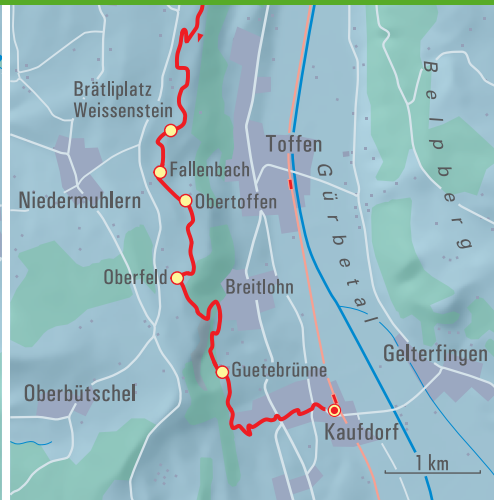 Brätliplatz
Weissenstein
Belpberg
Toffen
Fallenbach
Gürbetal
Niedermuhlern
Obertoffen
Oberfeld
Breitlohn
Gelterfingen
Guetebrünne
Oberbütschel
Kaufdorf
1 km